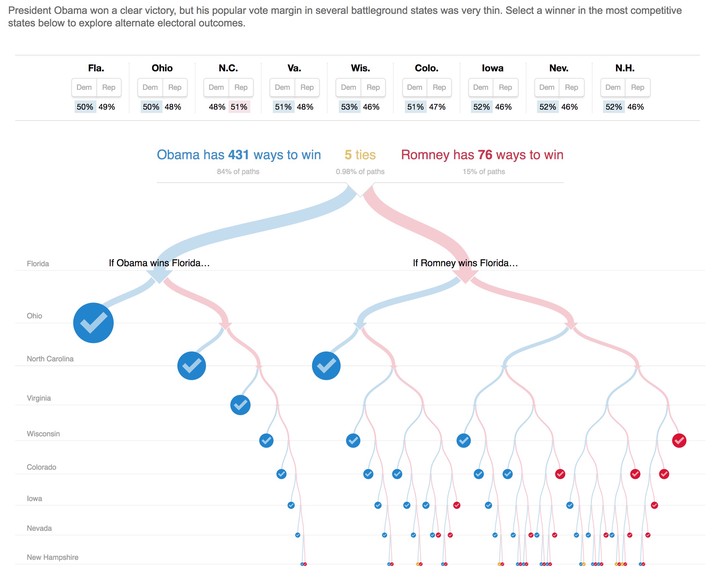 President Obama won a clear victory, but his popular vote margin in several battleground states was very thin. Select a winner in the most competitive
states below to explore alternate electoral outcomes.
Fla. Ohio N.C. Va. Wis. Colo. Iowa Nev. N.H.
Dem Rep Dem Rep Dem Rep Dem Rep Dem Rep Dem Rep Dem Rep Dem Rep Dem Rep
50% 49% 50% 48% 48% 51% 51% 48% 53% 46% 51% 47% 52% 46% 52% 46% 52% 46%
Obama has 431 ways to win 5 ties Romney has 76 ways to win
84% of paths 0.98% of paths 15% of paths
Florida If Obama wins Florida... If Romney wins Florida...
Ohio
North Carolina
Virginia
Wisconsin
Colorado
Iowa
Nevada
New Hampshire